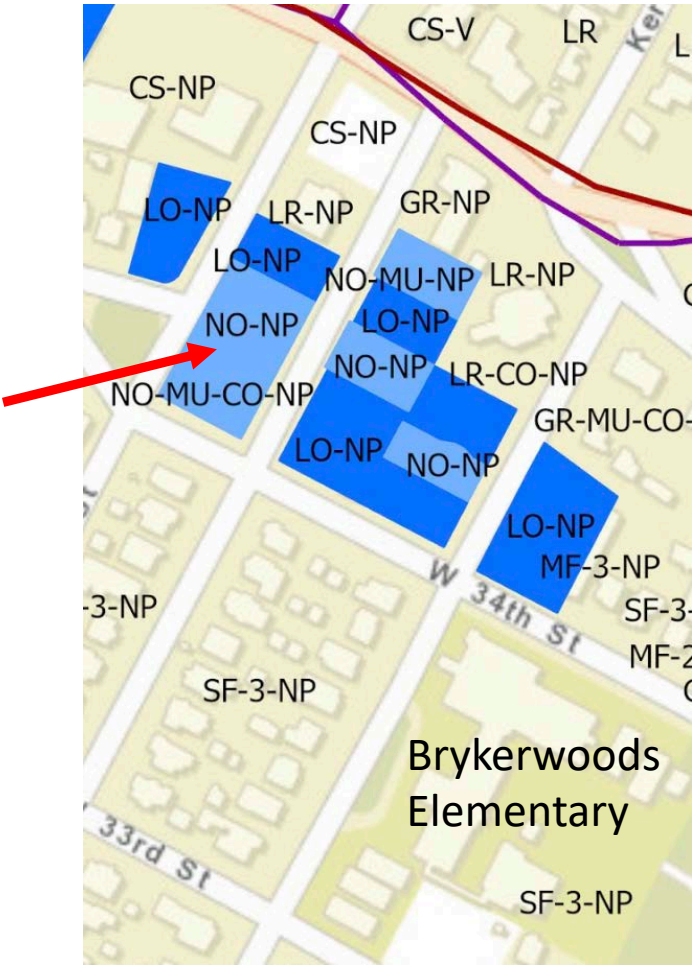 CS-V
LR
Ker
L
CS-NP
CS-NP
LO-NP
LR-NP
GR-NP
LO-NP
NO-MU-NP
LR-NP
NO-NP
LO-NP
NO-NP
LR-CO-NP
NO-MU-CO-NP
GR-MU-CO-
LO-NP
NO-NP
LO-NP
MF-3-NP
W 34th St
-3-NP
SF-3-
MF-2
SF-3-NP
Brykerwoods
Elementary
33rd St
SF-3-NP